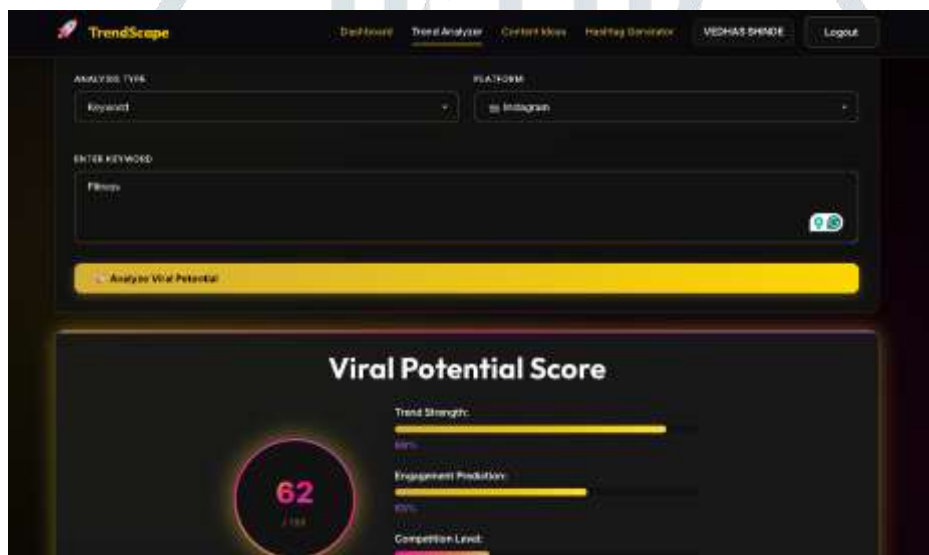 TrendScape
Dashboard Trend Analyzer Content Ideas Hashtag Generator VEDHAS SHINDE Logout
ANALYSIS TYPE
PLATFORM
Keyword
Instagram
ENTER KEYWORD
Fitness
Analyze Viral Potential
Viral Potential Score
Trend Strength:
Engagement Prediction:
62
Competition Level: